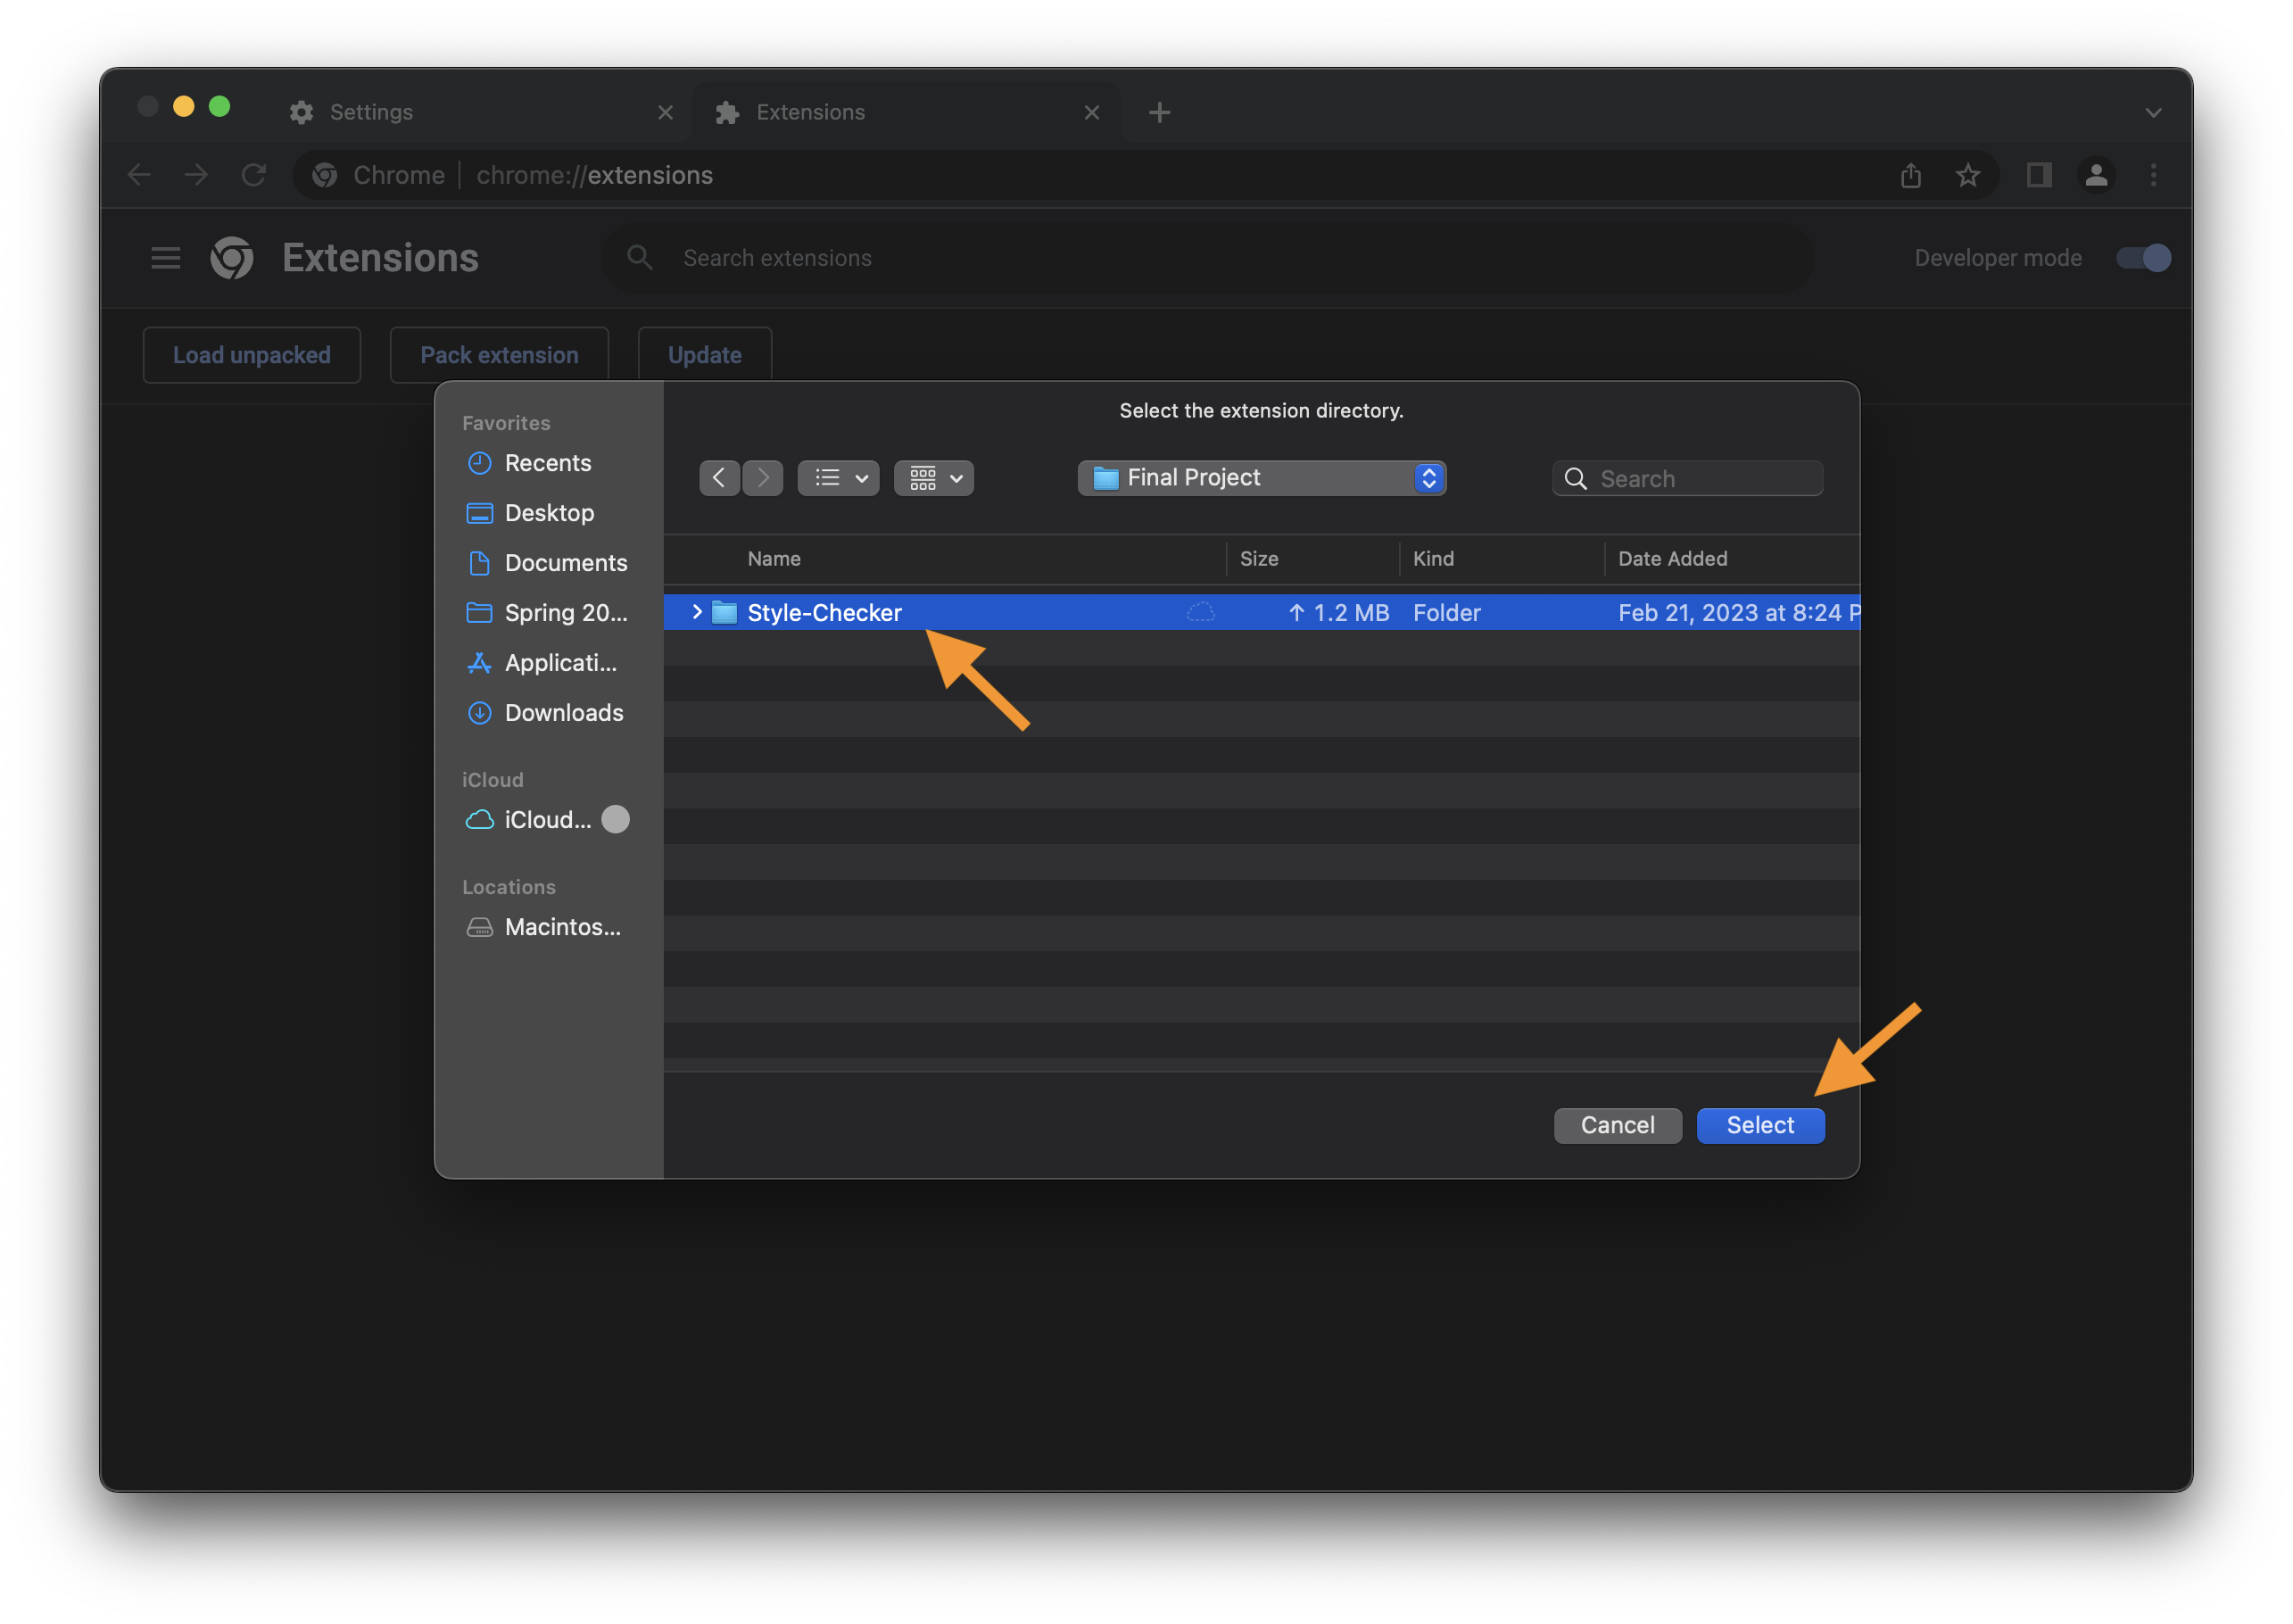 Settings
Extensions
Chrome
chrome://extensions
Extensions
Search extensions
Developer mode
Load unpacked
Pack extension
Update
Select the extension directory.
Favorites
Recents
Desktop
Documents
Spring 20...
Applicati...
Downloads
iCloud
iCloud...
Locations
Macintos...
Final Project
Search
Name
Size
Kind
Date Added
Style-Checker
1.2 MB
Folder
Feb 21, 2023 at 8:24 P
Cancel
Select